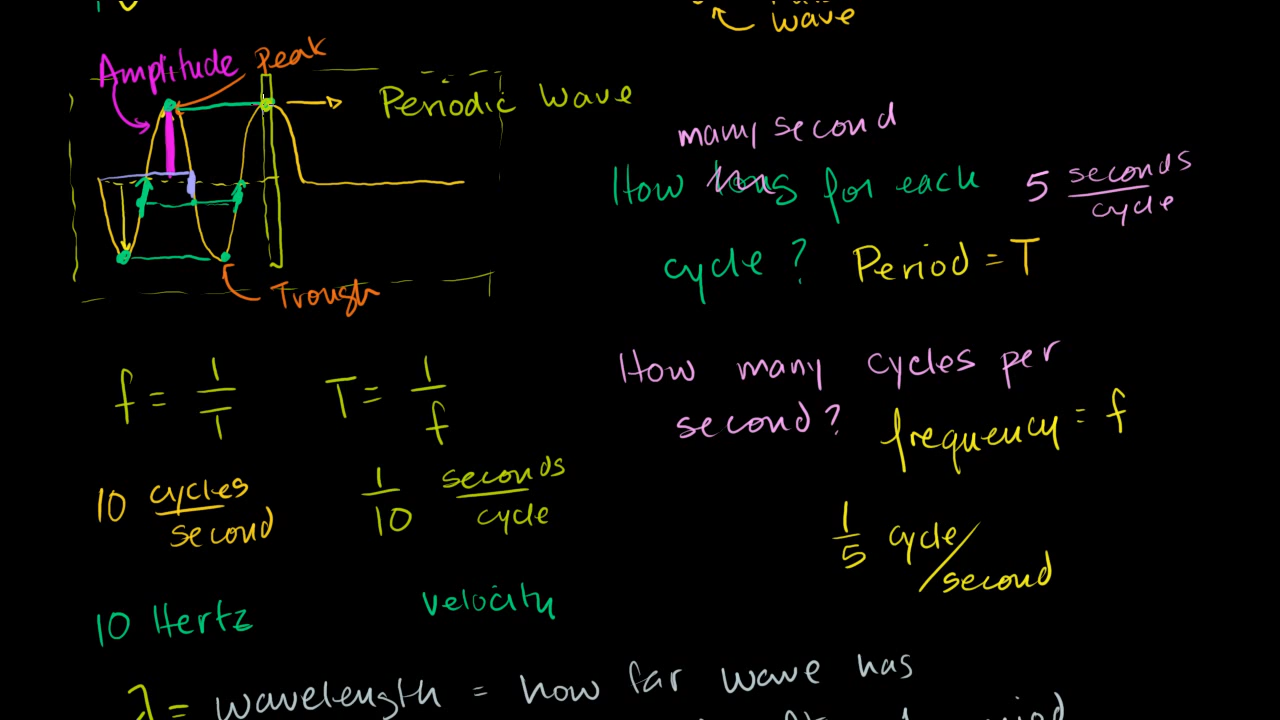 wave
Amplitude
Peak
Periodic wave
Trough
many second
How long for each
cycle?
5 seconds/cycle
Period = T
How many cycles per
second?
frequency = f
1/5 cycle/second
f = 1/T
T = 1/f
10 cycles/second
1/10 seconds/cycle
10 Hertz
velocity
λ = wavelength = how far wave has